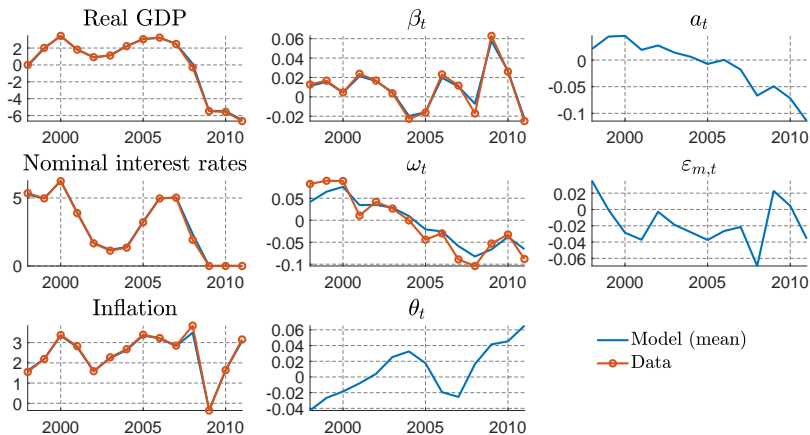 Real GDP
2
0
-2
-4
-6
2000 2005 2010
β_t
0.06
0.04
0.02
0
-0.02
2000 2005 2010
a_t
0
-0.05
-0.1
2000 2005 2010
Nominal interest rates
5
0
2000 2005 2010
ω_t
0.05
0
-0.05
-0.1
2000 2005 2010
ε_{m,t}
0.02
0
-0.02
-0.04
-0.06
2000 2005 2010
Inflation
3
2
1
0
2000 2005 2010
θ_t
0.06
0.04
0.02
0
-0.02
-0.04
2000 2005 2010
Model (mean)
Data